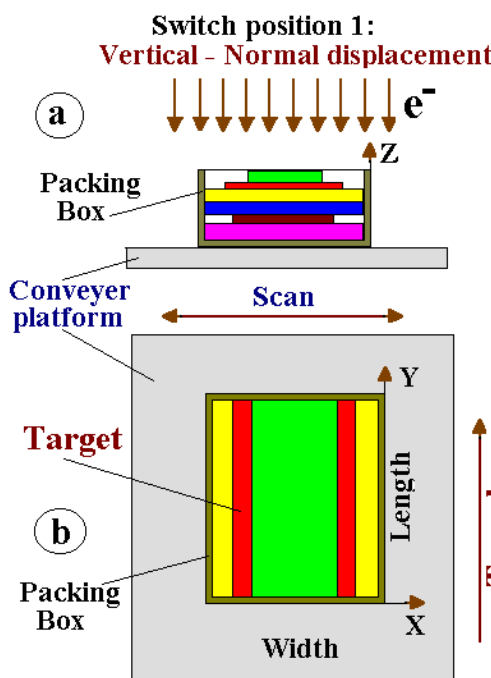 Switch position 1:
Vertical - Normal displacement
e-
a
Z
Packing
Box
Conveyer
platform
Scan
Y
Target
Length
b
Packing
Box
X
Width